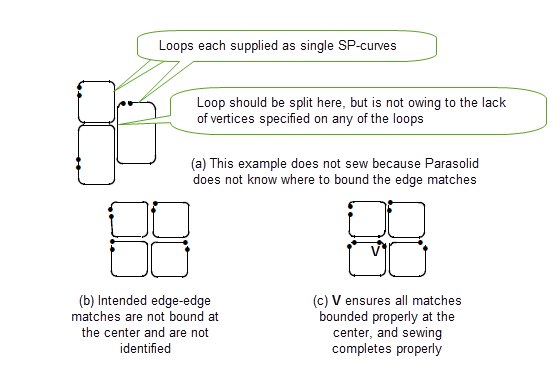 Loops each supplied as single SP-curves
Loop should be split here, but is not owing to the lack
of vertices specified on any of the loops
(a) This example does not sew because Parasolid
does not know where to bound the edge matches
V
(b) Intended edge-edge
matches are not bound at
the center and are not
identified
(c) V ensures all matches
bounded properly at the
center, and sewing
completes properly